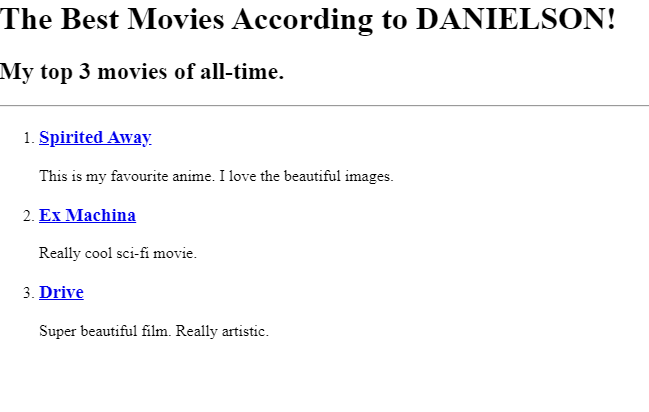 The Best Movies According to DANIELSON!
My top 3 movies of all-time.
1. Spirited Away
This is my favourite anime. I love the beautiful images.
2. Ex Machina
Really cool sci-fi movie.
3. Drive
Super beautiful film. Really artistic.